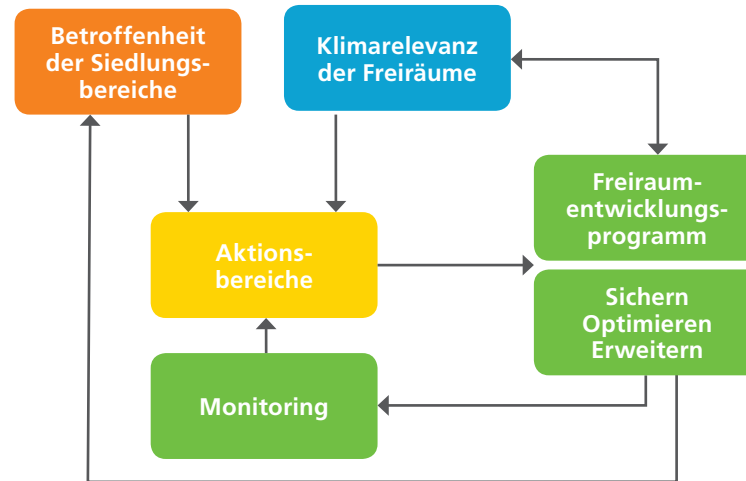 Betroffenheit
der Siedlungs-
bereiche
Klimarelevanz
der Freiräume
Freiraum-
entwicklungs-
programm
Aktions-
bereiche
Sichern
Optimieren
Erweitern
Monitoring